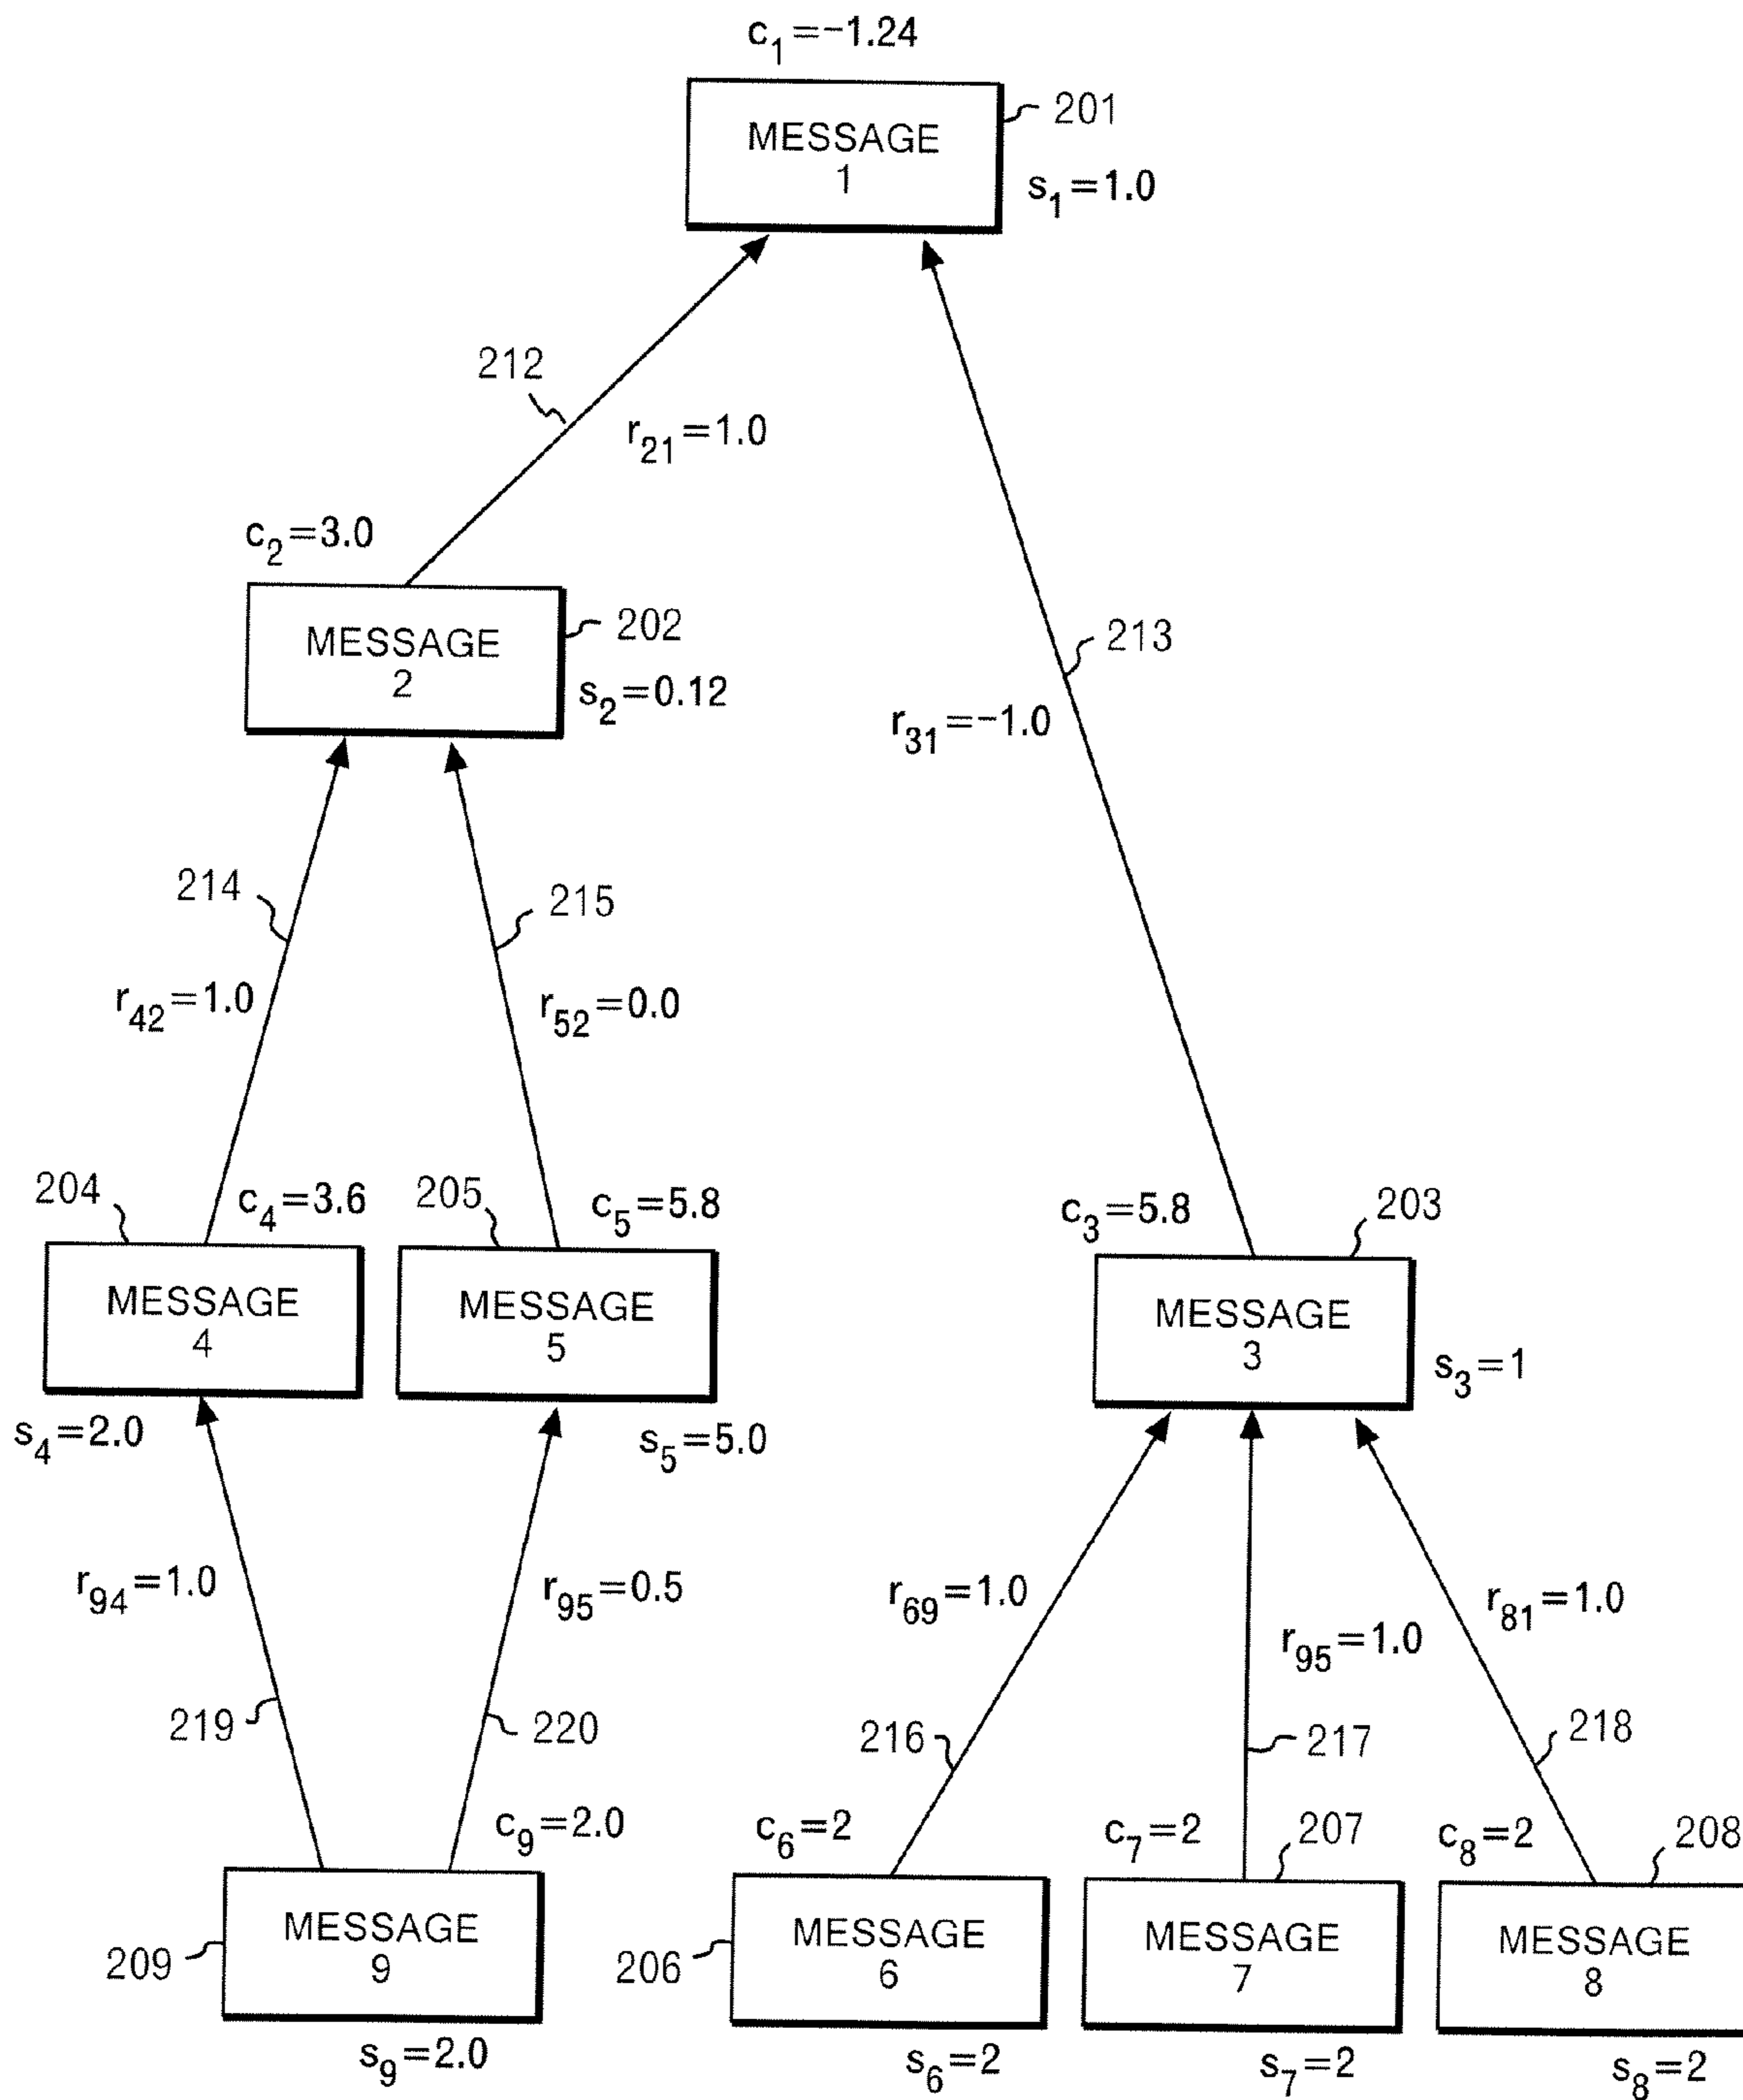 c1=-1.24
201
MESSAGE
1
s1=1.0
212
r21=1.0
c2=3.0
202
MESSAGE
2
s2=0.12
213
r31=-1.0
214
215
r42=1.0
r52=0.0
204
c4=3.6
205
c5=5.8
c3=5.8
203
MESSAGE
4
MESSAGE
5
MESSAGE
3
s3=1
s4=2.0
s5=5.0
r94=1.0
r95=0.5
r69=1.0
r95=1.0
r81=1.0
219
220
216
217
218
c9=2.0
c6=2
c7=2
207
c8=2
208
MESSAGE
9
209
MESSAGE
6
206
MESSAGE
7
MESSAGE
8
s9=2.0
s6=2
s7=2
s8=2